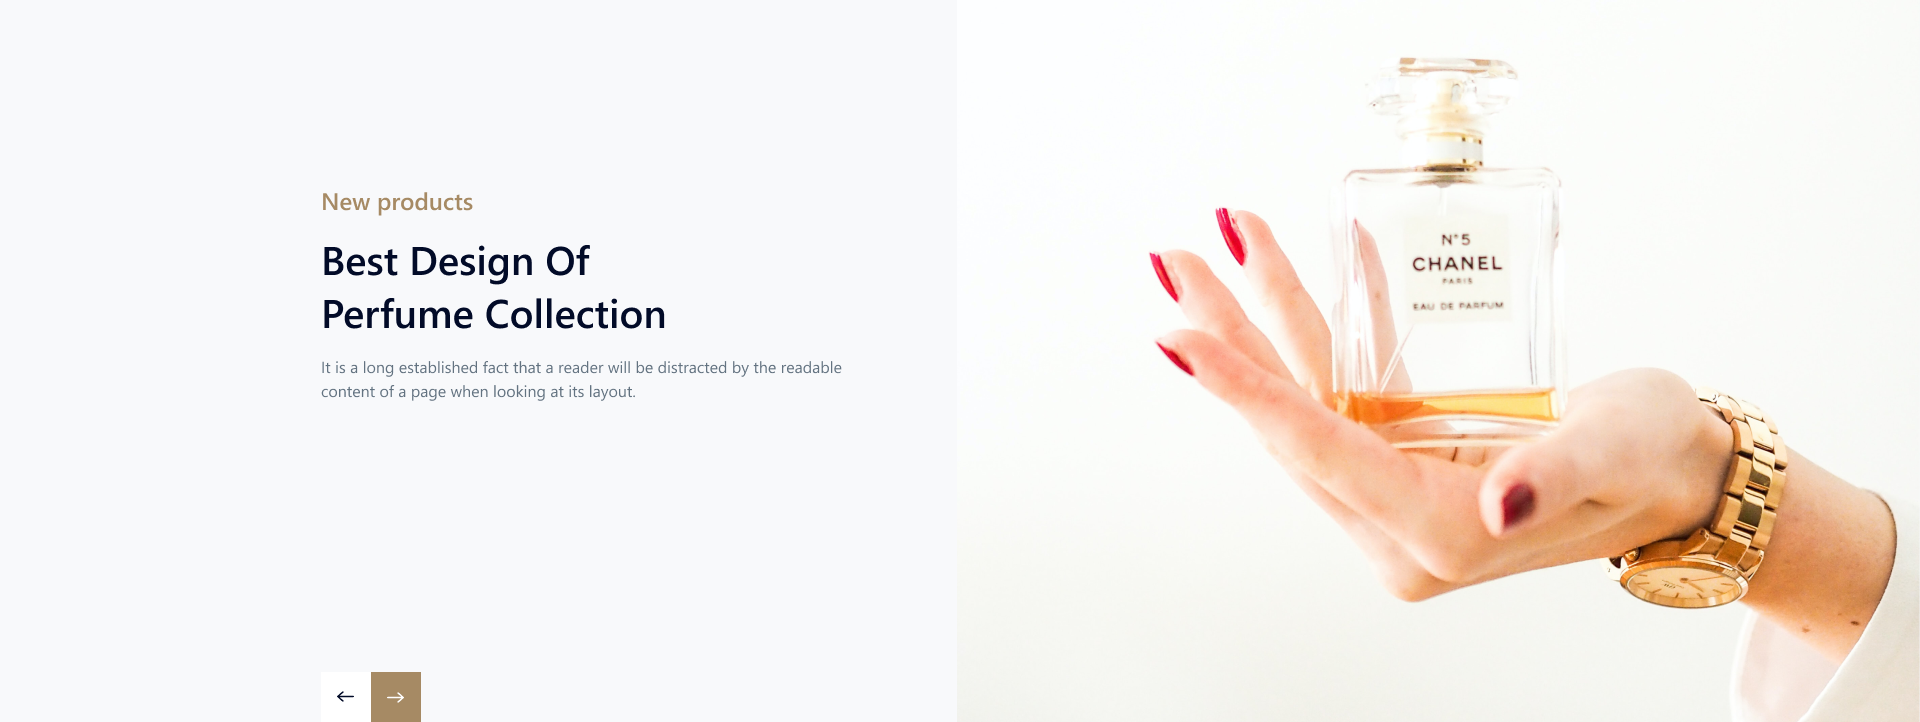 New products
Best Design Of
Perfume Collection
It is a long established fact that a reader will be distracted by the readable
content of a page when looking at its layout.
N°5
CHANEL
PARIS
EAU DE PARFUM